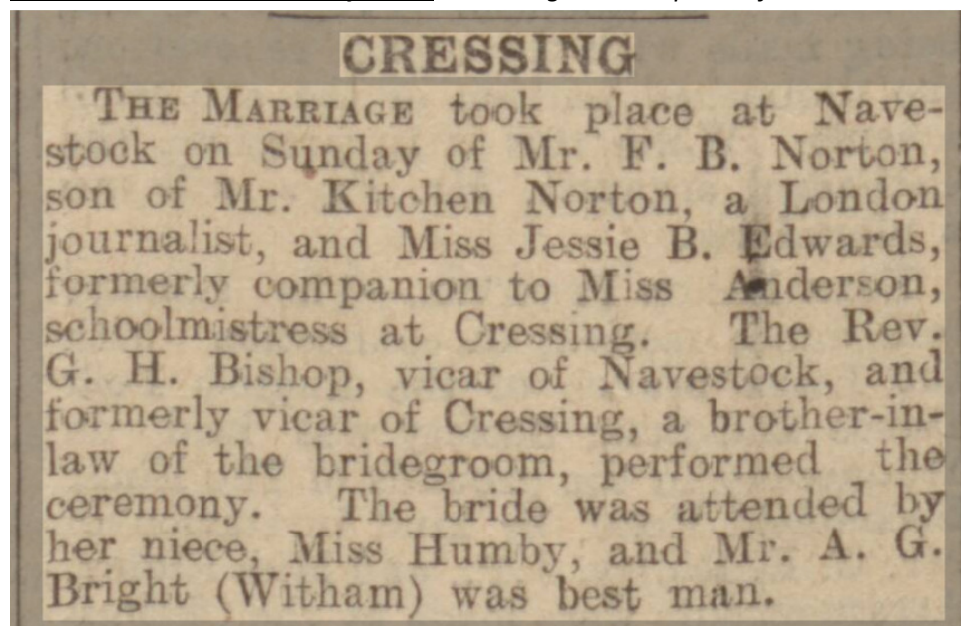 CRESSING
THE MARRIAGE took place at Nave-
stock on Sunday of Mr. F. B. Norton,
son of Mr. Kitchen Norton, a London
journalist, and Miss Jessie B. Edwards,
formerly companion to Miss Anderson,
schoolmistress at Cressing. The Rev.
G. H. Bishop, vicar of Navestock, and
formerly vicar of Cressing, a brother-in-
law of the bridegroom, performed the
ceremony. The bride was attended by
her niece, Miss Humby, and Mr. A. G.
Bright (Witham) was best man.